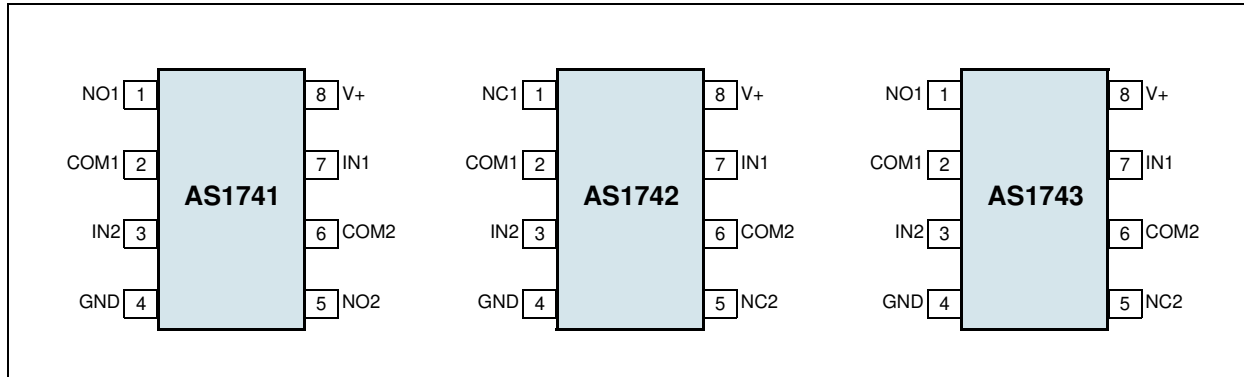 NO1 1 8 V+
COM1 2 7 IN1
AS1741
IN2 3 6 COM2
GND 4 5 NO2
NC1 1 8 V+
COM1 2 7 IN1
AS1742
IN2 3 6 COM2
GND 4 5 NC2
NO1 1 8 V+
COM1 2 7 IN1
AS1743
IN2 3 6 COM2
GND 4 5 NC2